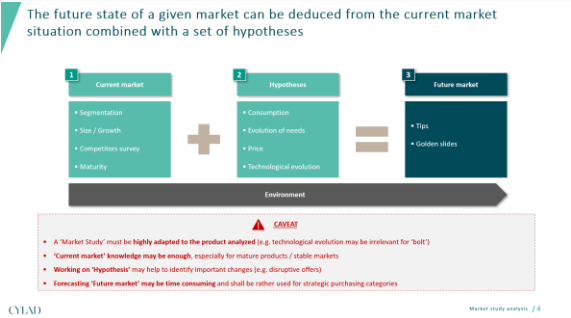 The future state of a given market can be deduced from the current market
situation combined with a set of hypotheses
1
Current market
• Segmentation
• Size / Growth
• Competitors survey
• Maturity
2
Hypotheses
• Consumption
• Evolution of needs
• Price
• Technological evolution
3
Future market
• Tips
• Golden slides
Environment
CAVEAT
• A 'Market Study' must be highly adapted to the product analyzed (e.g. technological evolution may be irrelevant for 'bolt')
• 'Current market' knowledge may be enough, especially for mature products / stable markets
• Working on 'Hypothesis' may help to identify important changes (e.g. disruptive offers)
• Forecasting 'Future market' may be time consuming and shall be rather used for strategic purchasing categories
CYLAD
Market study analysis / 4